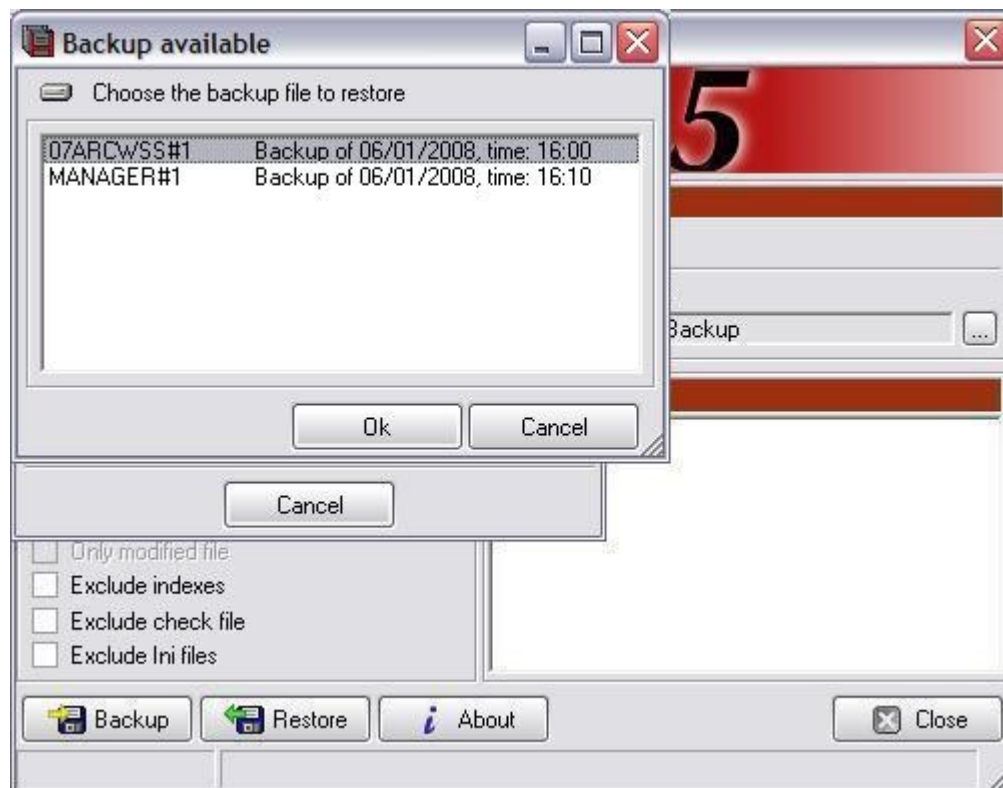 Backup available
Choose the backup file to restore
5
07ARCWSS#1 Backup of 06/01/2008, time: 16:00
MANAGER#1 Backup of 06/01/2008, time: 16:10
Backup
...
Ok Cancel
Cancel
Only modified file
Exclude indexes
Exclude check file
Exclude Ini files
Backup Restore i About Close